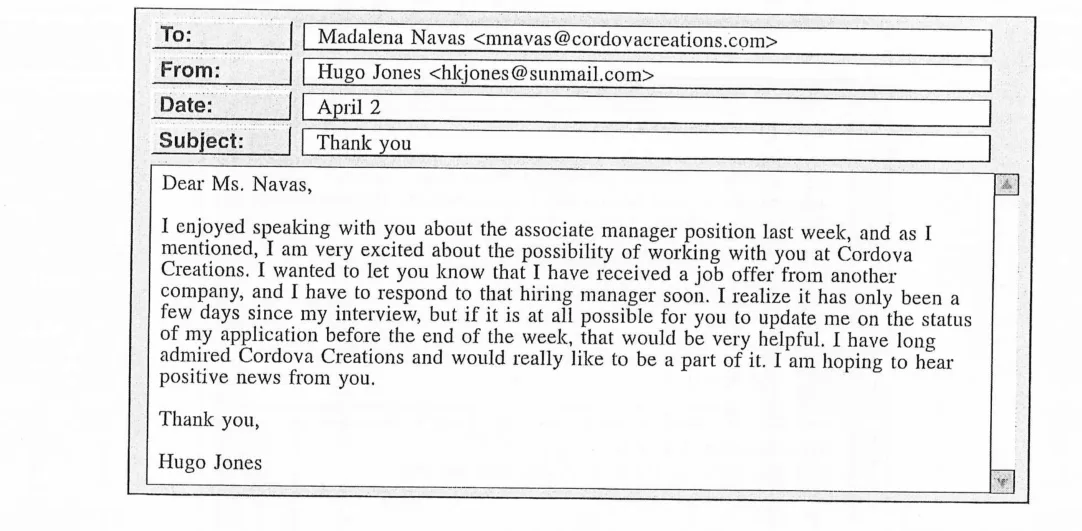 To: Madalena Navas <mnavas@cordovacreations.com>
From: Hugo Jones <hkjones@sunmail.com>
Date: April 2
Subject: Thank you
Dear Ms. Navas,
I enjoyed speaking with you about the associate manager position last week, and as I
mentioned, I am very excited about the possibility of working with you at Cordova
Creations. I wanted to let you know that I have received a job offer from another
company, and I have to respond to that hiring manager soon. I realize it has only been a
few days since my interview, but if it is at all possible for you to update me on the status
of my application before the end of the week, that would be very helpful. I have long
admired Cordova Creations and would really like to be a part of it. I am hoping to hear
positive news from you.
Thank you,
Hugo Jones